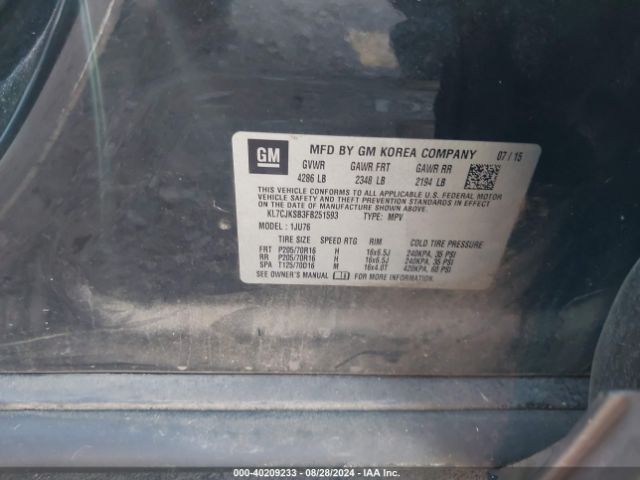 GM
MFD BY GM KOREA COMPANY 07/15
GVWR GAWR FRT GAWR RR
4286 LB 2348 LB 2194 LB
THIS VEHICLE CONFORMS TO ALL APPLICABLE U.S. FEDERAL MOTOR
VEHICLE SAFETY AND THEFT PREVENTION STANDARDS IN
EFFECT ON THE DATE OF MANUFACTURE SHOWN ABOVE.
KL7CJKSB3FB251593 TYPE: MPV
MODEL: 1JU76
TIRE SIZE SPEED RTG RIM COLD TIRE PRESSURE
FRT P205/70R16 H 16x6.5J 240KPA, 35 PSI
RR P205/70R16 H 16x6.5J 240KPA, 35 PSI
SPA T125/70D16 M 16x4.0T 420KPA, 60 PSI
SEE OWNER'S MANUAL FOR MORE INFORMATION.
000-40209233 - 08/28/2024 - IAA Inc.